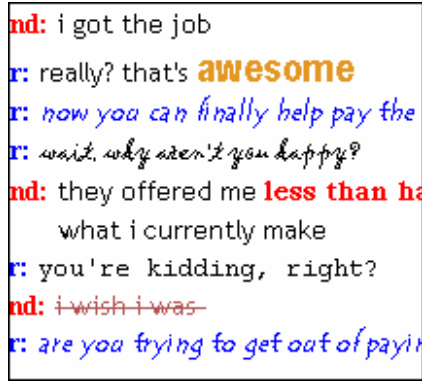 nd: i got the job
r: really? that's awesome
r: now you can finally help pay the
r: wait, why aren't you happy?
nd: they offered me less than ha
what i currently make
r: you're kidding, right?
nd: i wish i was
r: are you trying to get out of payin